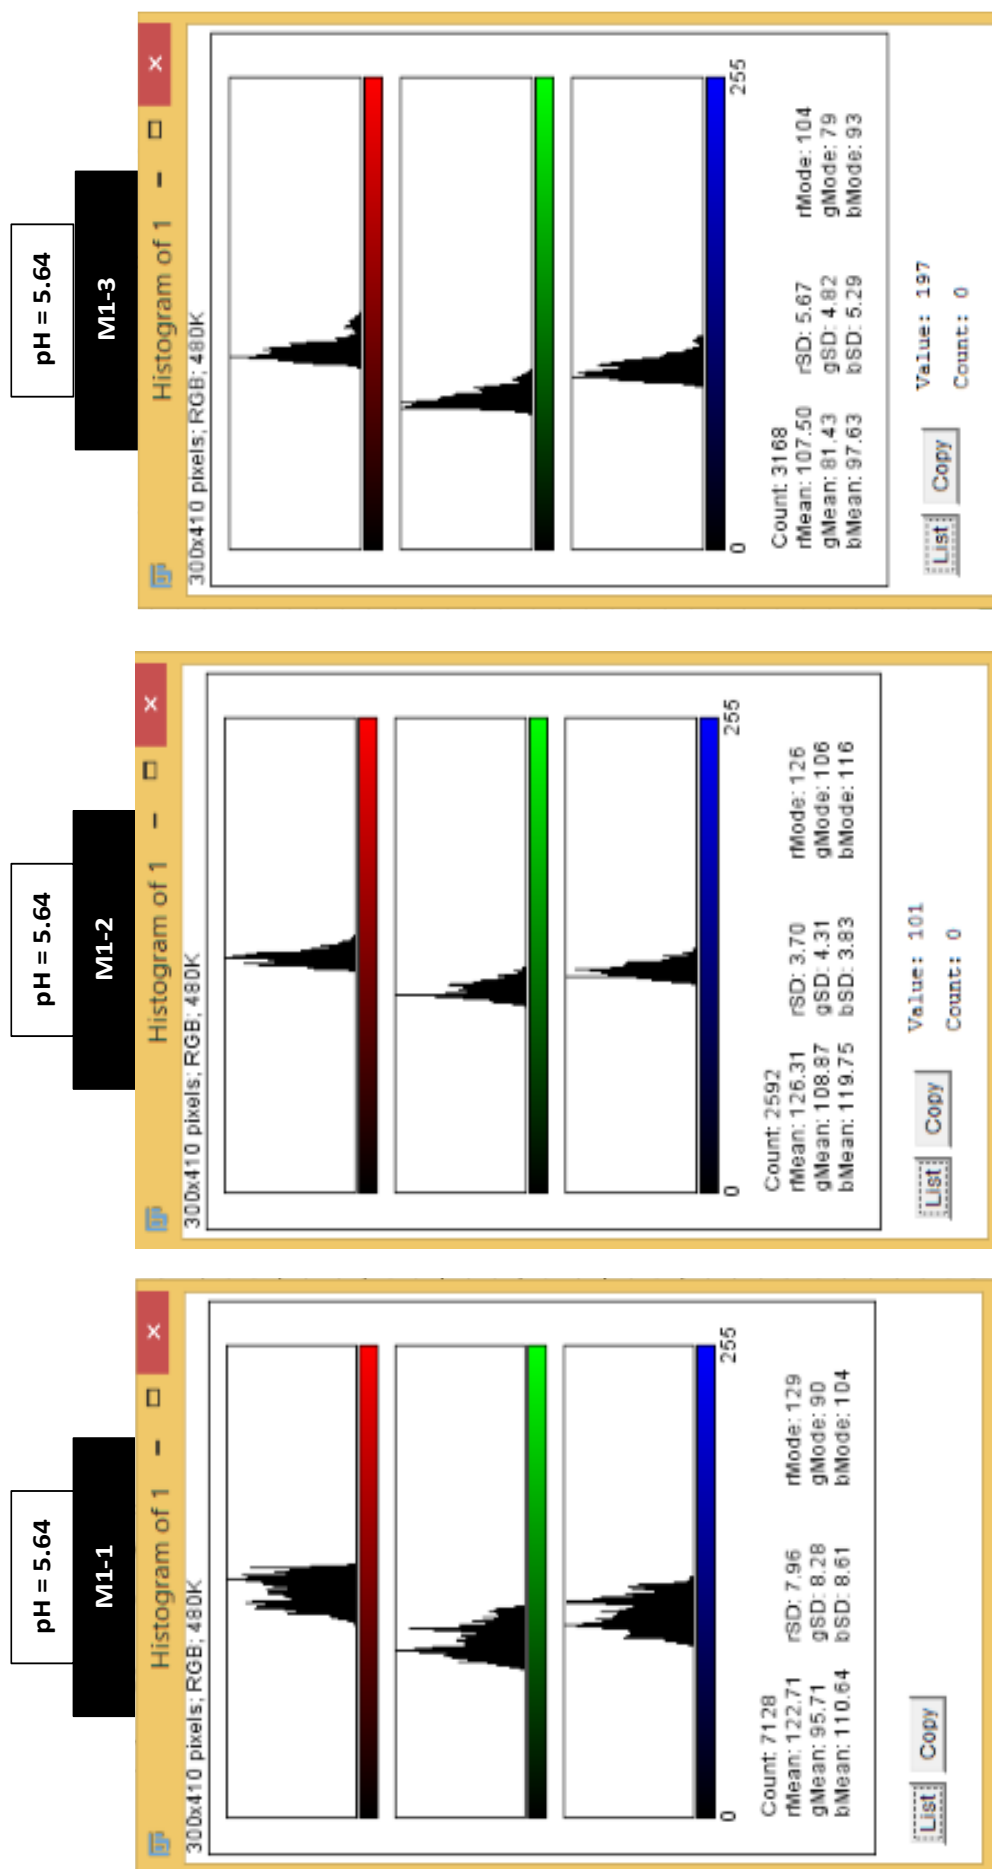 pH = 5.64
M1-1
Histogram of 1
300x410 pixels; RGB; 480K
0 255
Count: 7128
rMean: 122.71 rSD: 7.96 rMode: 129
gMean: 95.71 gSD: 8.28 gMode: 90
bMean: 110.64 bSD: 8.61 bMode: 104
List Copy
pH = 5.64
M1-2
Histogram of 1
300x410 pixels; RGB; 480K
0 255
Count: 2592
rMean: 126.31 rSD: 3.70 rMode: 126
gMean: 108.87 gSD: 4.31 gMode: 106
bMean: 119.75 bSD: 3.83 bMode: 116
List Copy Value: 101
Count: 0
pH = 5.64
M1-3
Histogram of 1
300x410 pixels; RGB; 480K
0 255
Count: 3168
rMean: 107.50 rSD: 5.67 rMode: 104
gMean: 81.43 gSD: 4.82 gMode: 79
bMean: 97.63 bSD: 5.29 bMode: 93
List Copy Value: 197
Count: 0